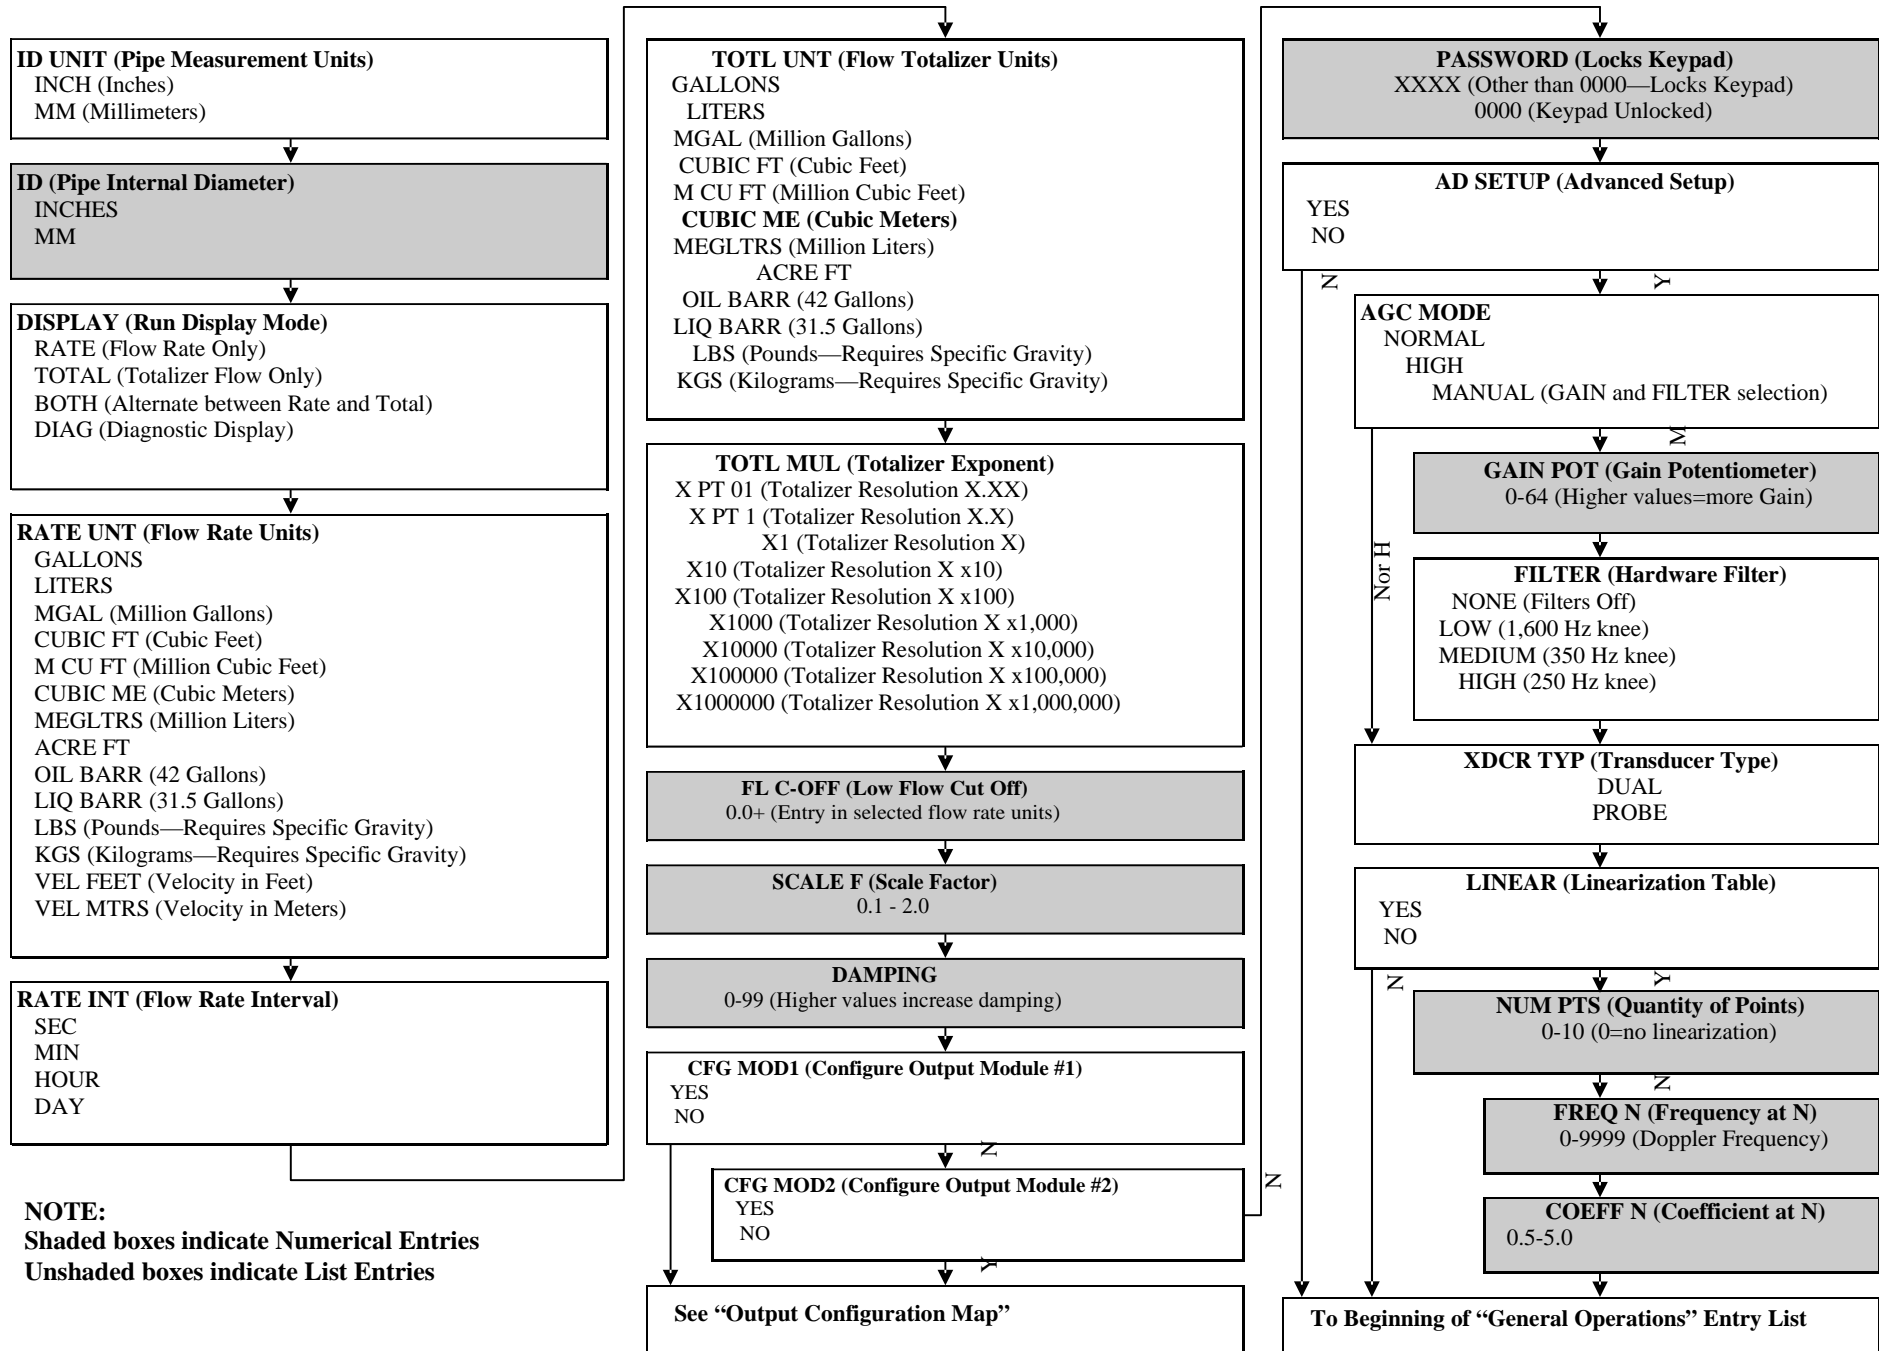 ID UNIT (Pipe Measurement Units)
INCH (Inches)
MM (Millimeters)
ID (Pipe Internal Diameter)
INCHES
MM
DISPLAY (Run Display Mode)
RATE (Flow Rate Only)
TOTAL (Totalizer Flow Only)
BOTH (Alternate between Rate and Total)
DIAG (Diagnostic Display)
RATE UNT (Flow Rate Units)
GALLONS
LITERS
MGAL (Million Gallons)
CUBIC FT (Cubic Feet)
M CU FT (Million Cubic Feet)
CUBIC ME (Cubic Meters)
MEGLTRS (Million Liters)
ACRE FT
OIL BARR (42 Gallons)
LIQ BARR (31.5 Gallons)
LBS (Pounds—Requires Specific Gravity)
KGS (Kilograms—Requires Specific Gravity)
VEL FEET (Velocity in Feet)
VEL MTRS (Velocity in Meters)
RATE INT (Flow Rate Interval)
SEC
MIN
HOUR
DAY
NOTE:
Shaded boxes indicate Numerical Entries
Unshaded boxes indicate List Entries
TOTL UNT (Flow Totalizer Units)
GALLONS
LITERS
MGAL (Million Gallons)
CUBIC FT (Cubic Feet)
M CU FT (Million Cubic Feet)
CUBIC ME (Cubic Meters)
MEGLTRS (Million Liters)
ACRE FT
OIL BARR (42 Gallons)
LIQ BARR (31.5 Gallons)
LBS (Pounds—Requires Specific Gravity)
KGS (Kilograms—Requires Specific Gravity)
TOTL MUL (Totalizer Exponent)
X PT 01 (Totalizer Resolution X.XX)
X PT 1 (Totalizer Resolution X.X)
X1 (Totalizer Resolution X)
X10 (Totalizer Resolution X x10)
X100 (Totalizer Resolution X x100)
X1000 (Totalizer Resolution X x1,000)
X10000 (Totalizer Resolution X x10,000)
X100000 (Totalizer Resolution X x100,000)
X1000000 (Totalizer Resolution X x1,000,000)
FL C-OFF (Low Flow Cut Off)
0.0+ (Entry in selected flow rate units)
SCALE F (Scale Factor)
0.1 - 2.0
DAMPING
0-99 (Higher values increase damping)
CFG MOD1 (Configure Output Module #1)
YES
NO
N
CFG MOD2 (Configure Output Module #2)
YES
NO
N
Y
See “Output Configuration Map”
PASSWORD (Locks Keypad)
XXXX (Other than 0000—Locks Keypad)
0000 (Keypad Unlocked)
AD SETUP (Advanced Setup)
YES
NO
N
Y
AGC MODE
NORMAL
HIGH
MANUAL (GAIN and FILTER selection)
M
GAIN POT (Gain Potentiometer)
0-64 (Higher values=more Gain)
Nor H
FILTER (Hardware Filter)
NONE (Filters Off)
LOW (1,600 Hz knee)
MEDIUM (350 Hz knee)
HIGH (250 Hz knee)
XDCR TYP (Transducer Type)
DUAL
PROBE
LINEAR (Linearization Table)
YES
NO
N
Y
NUM PTS (Quantity of Points)
0-10 (0=no linearization)
N
FREQ N (Frequency at N)
0-9999 (Doppler Frequency)
COEFF N (Coefficient at N)
0.5-5.0
To Beginning of “General Operations” Entry List